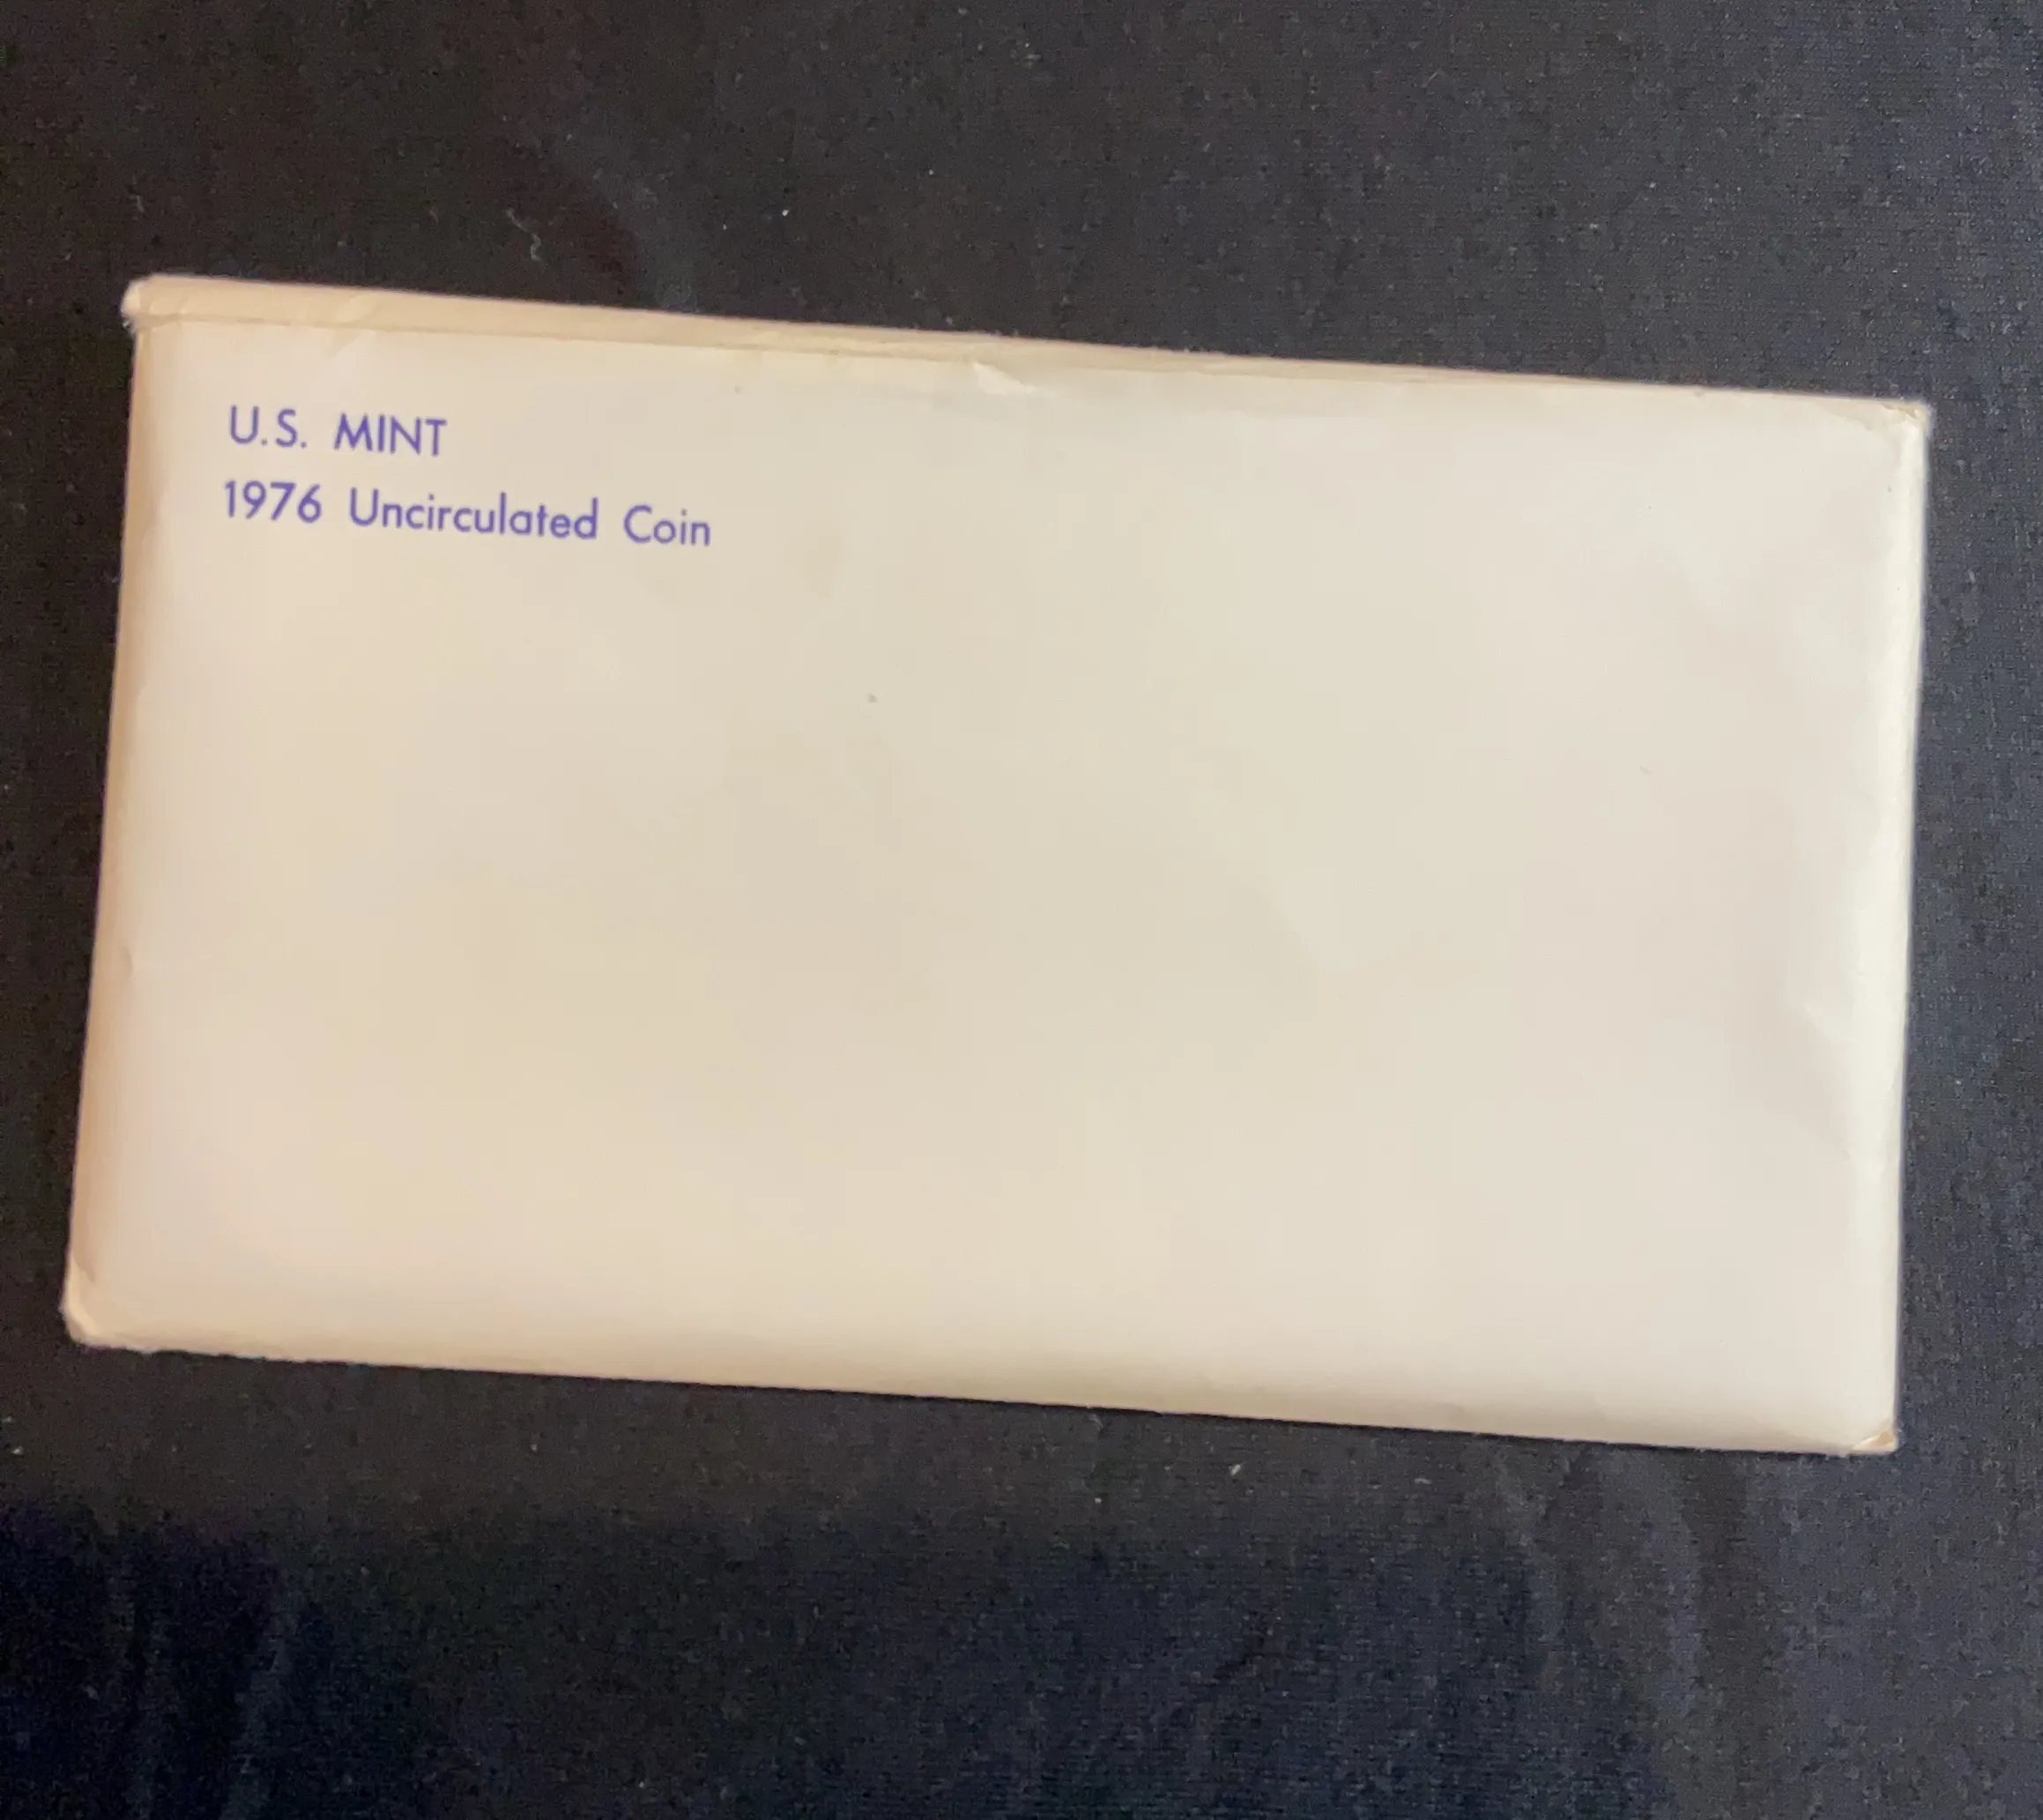 U.S. MINT
1976 Uncirculated Coin